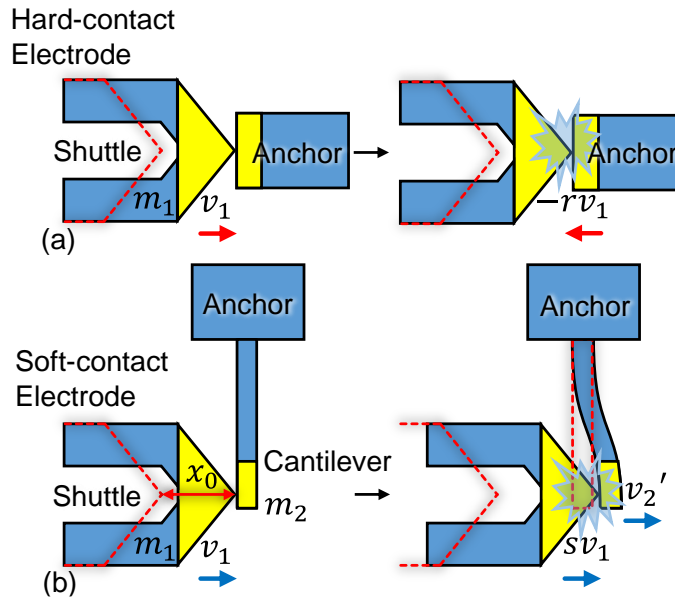 Hard-contact
Electrode
Shuttle
Anchor
Anchor
m₁
v₁
−rv₁
(a)
Anchor
Anchor
Soft-contact
Electrode
x₀
Cantilever
Shuttle
m₂
v₂′
m₁
v₁
sv₁
(b)